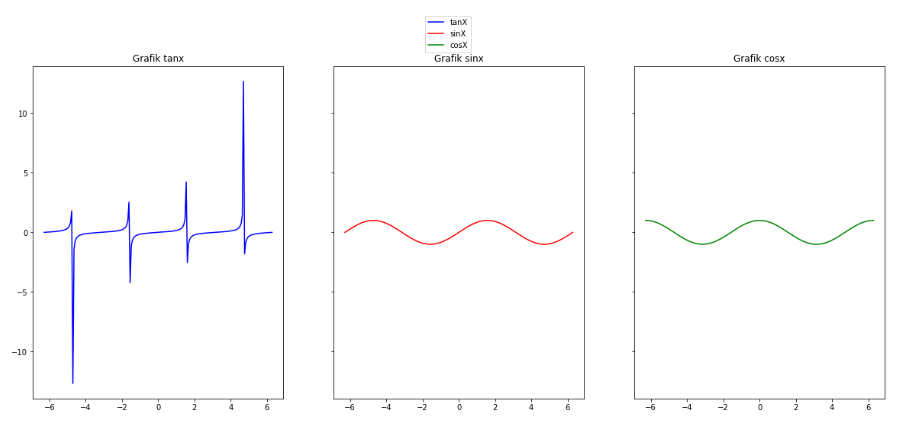 tanX
sinX
cosX
Grafik tanx
Grafik sinx
Grafik cosx
10
5
0
−5
−10
−6 −4 −2 0 2 4 6
−6 −4 −2 0 2 4 6
−6 −4 −2 0 2 4 6